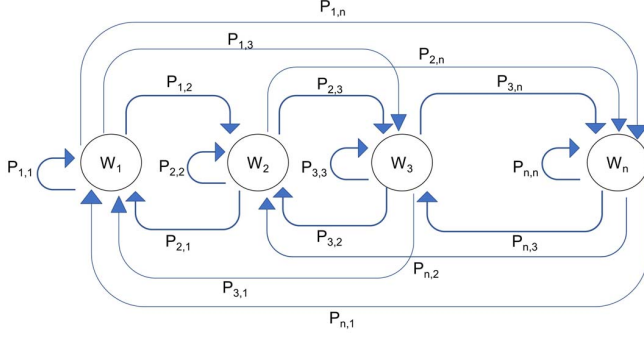 P1,n
P1,3
P2,n
P1,2
P2,3
P3,n
P1,1
W1
P2,2
W2
P3,3
W3
Pn,n
Wn
P2,1
P3,2
Pn,3
Pn,2
P3,1
Pn,1